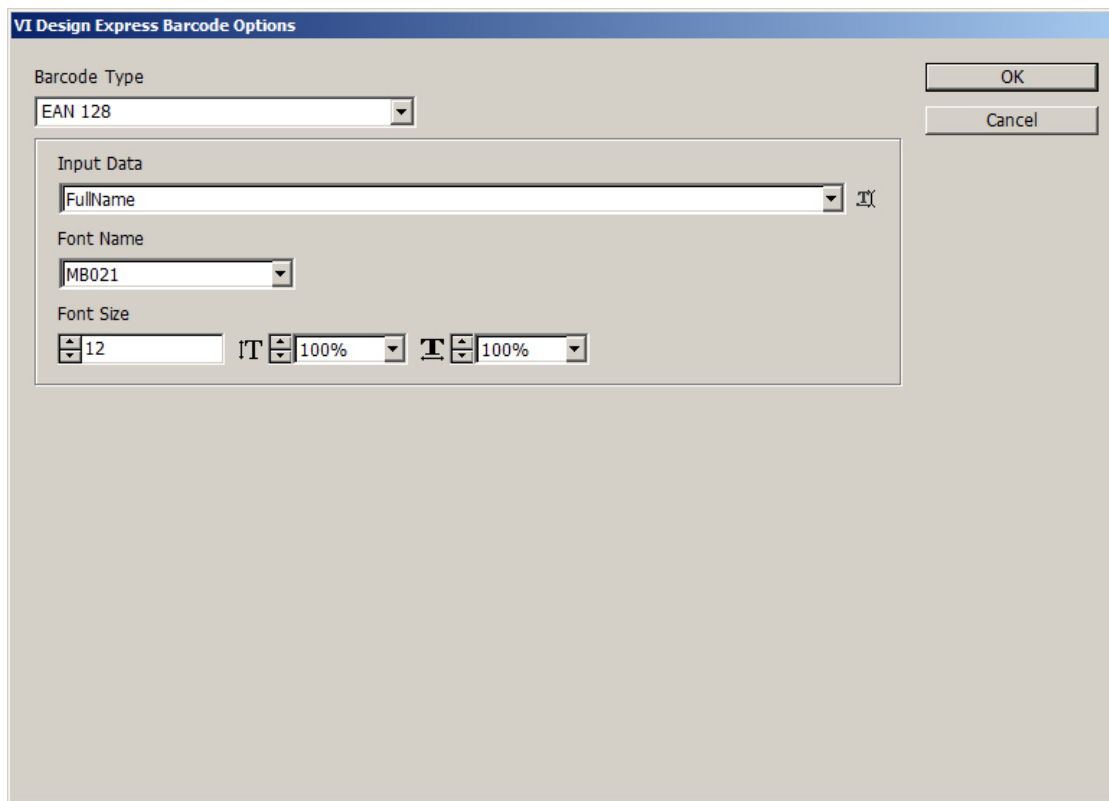 VI Design Express Barcode Options
Barcode Type
OK
EAN 128
Cancel
Input Data
FullName
Font Name
MB021
Font Size
12 100% 100%